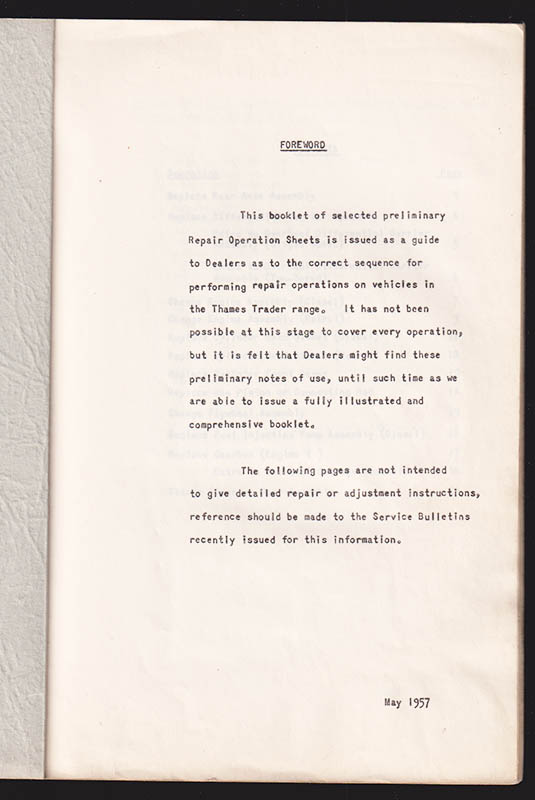 FOREWORD
This booklet of selected preliminary
Repair Operation Sheets is issued as a guide
to Dealers as to the correct sequence for
performing repair operations on vehicles in
the Thames Trader range. It has not been
possible at this stage to cover every operation,
but it is felt that Dealers might find these
preliminary notes of use, until such time as we
are able to issue a fully illustrated and
comprehensive booklet.
The following pages are not intended
to give detailed repair or adjustment instructions,
reference should be made to the Service Bulletins
recently issued for this information.
May 1957